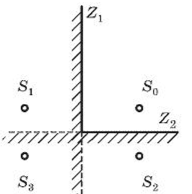 Z₁
S₁ S₀
Z₂
S₃ S₂